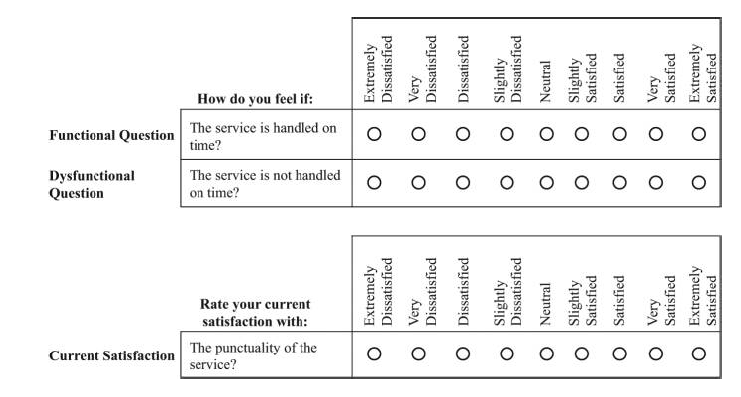 Extremely Dissatisfied
Very Dissatisfied
Dissatisfied
Slightly Dissatisfied
Neutral
Slightly Satisfied
Satisfied
Very Satisfied
Extremely Satisfied
How do you feel if:
Functional Question
The service is handled on
time?
Dysfunctional
Question
The service is not handled
on time?
Extremely Dissatisfied
Very Dissatisfied
Dissatisfied
Slightly Dissatisfied
Neutral
Slightly Satisfied
Satisfied
Very Satisfied
Extremely Satisfied
Rate your current
satisfaction with:
Current Satisfaction
The punctuality of the
service?